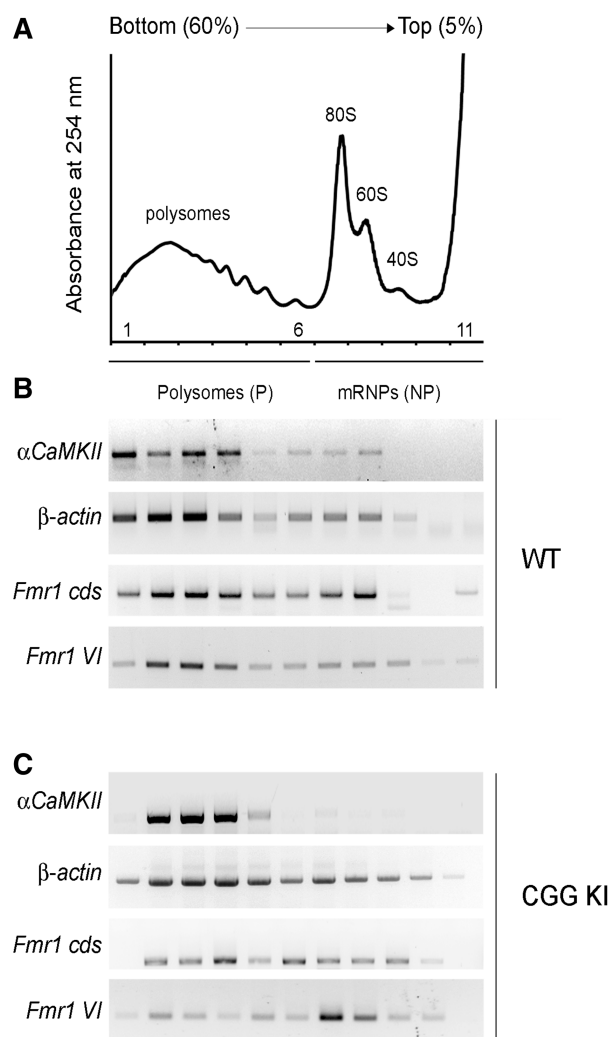 A
Bottom (60%) Top (5%)
Absorbance at 254 nm
80S
60S
polysomes
40S
1 6 11
B
Polysomes (P) mRNPs (NP)
αCaMKII
β-actin
Fmr1 cds
Fmr1 VI
WT
C
αCaMKII
β-actin
Fmr1 cds
Fmr1 VI
CGG KI